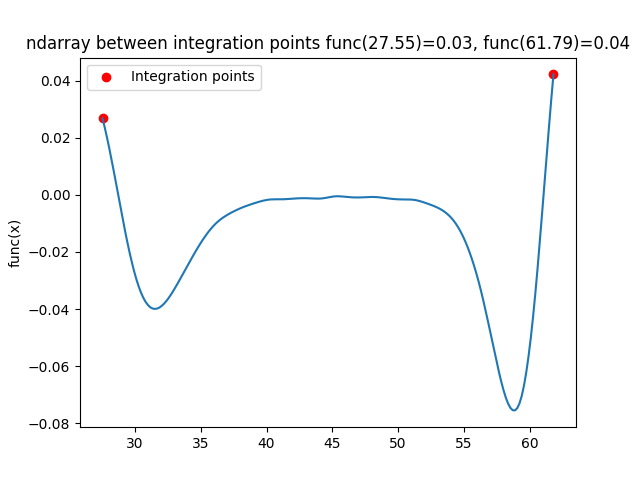 ndarray between integration points func(27.55)=0.03, func(61.79)=0.04
Integration points
func(x)
0.04
0.02
0.00
−0.02
−0.04
−0.06
−0.08
30 35 40 45 50 55 60